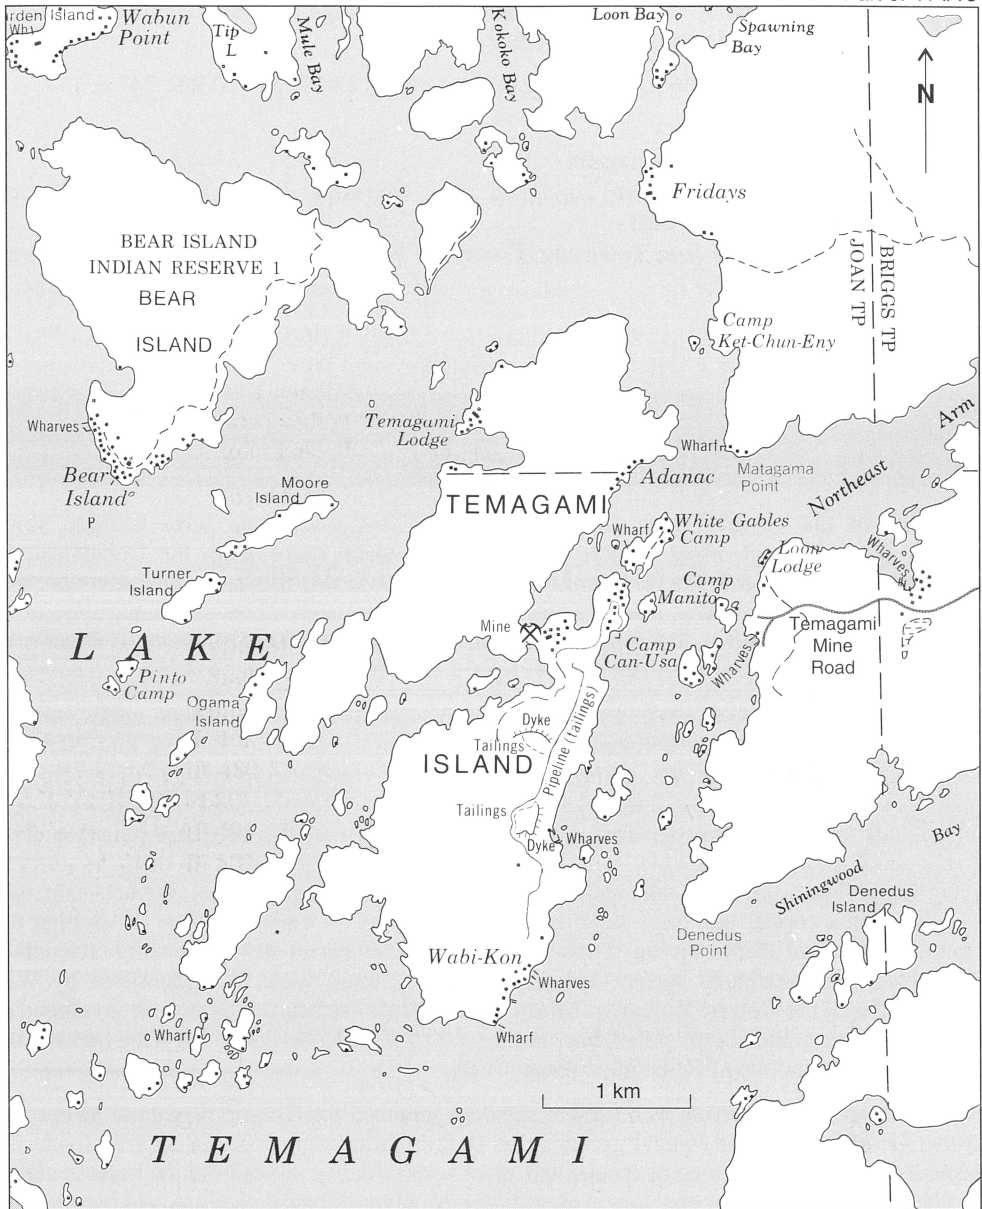 Island
Wabun
Point
Tip
L
Mule Bay
Kokoko Bay
Loon Bay
Spawning
Bay
N
Fridays
BEAR ISLAND
INDIAN RESERVE 1
BEAR
ISLAND
JOAN TP
BRIGGS TP
Camp
Ket-Chun-Eny
Wharves
Bear
Island
P
Temagami
Lodge
Wharf
Adanac
Matagama
Point
Northeast
Arm
Moore
Island
TEMAGAMI
White Gables
Camp
Wharf
Loon
Lodge
Wharves
Turner
Island
Camp
Manito
Mine
Temagami
Mine
Road
LAKE
Camp
Can-Usa
Wharves
Pinto
Camp
Ogama
Island
Dyke
Tailings
ISLAND
Pipeline (tailings)
Tailings
Dyke
Wharves
Bay
Shiningwood
Denedus
Island
Denedus
Point
Wabi-Kon
Wharves
Wharf
Wharf
1 km
TEMAGAMI